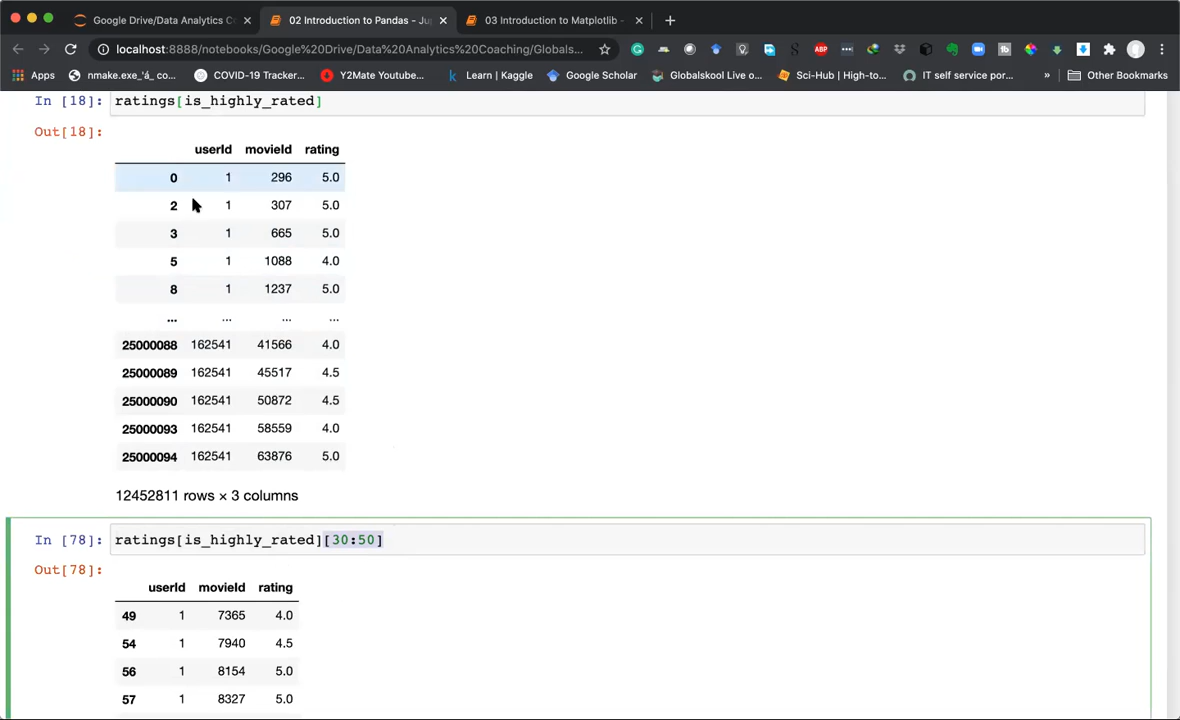 Google Drive/Data Analytics C
02 Introduction to Pandas - Ju
03 Introduction to Matplotlib -
localhost:8888/notebooks/Google%20Drive/Data%20Analytics%20Coaching/Globals...
ABP
Apps
nmake.exe_'á_ co...
COVID-19 Tracker...
Y2Mate Youtube...
Learn | Kaggle
Google Scholar
Globalskool Live o...
Sci-Hub | High-to...
IT self service por...
»
Other Bookmarks
In [18]: ratings[is_highly_rated]
Out[18]:
userId movieId rating
0 1 296 5.0
2 1 307 5.0
3 1 665 5.0
5 1 1088 4.0
8 1 1237 5.0
... ... ... ...
25000088 162541 41566 4.0
25000089 162541 45517 4.5
25000090 162541 50872 4.5
25000093 162541 58559 4.0
25000094 162541 63876 5.0
12452811 rows × 3 columns
In [78]: ratings[is_highly_rated][30:50]
Out[78]:
userId movieId rating
49 1 7365 4.0
54 1 7940 4.5
56 1 8154 5.0
57 1 8327 5.0